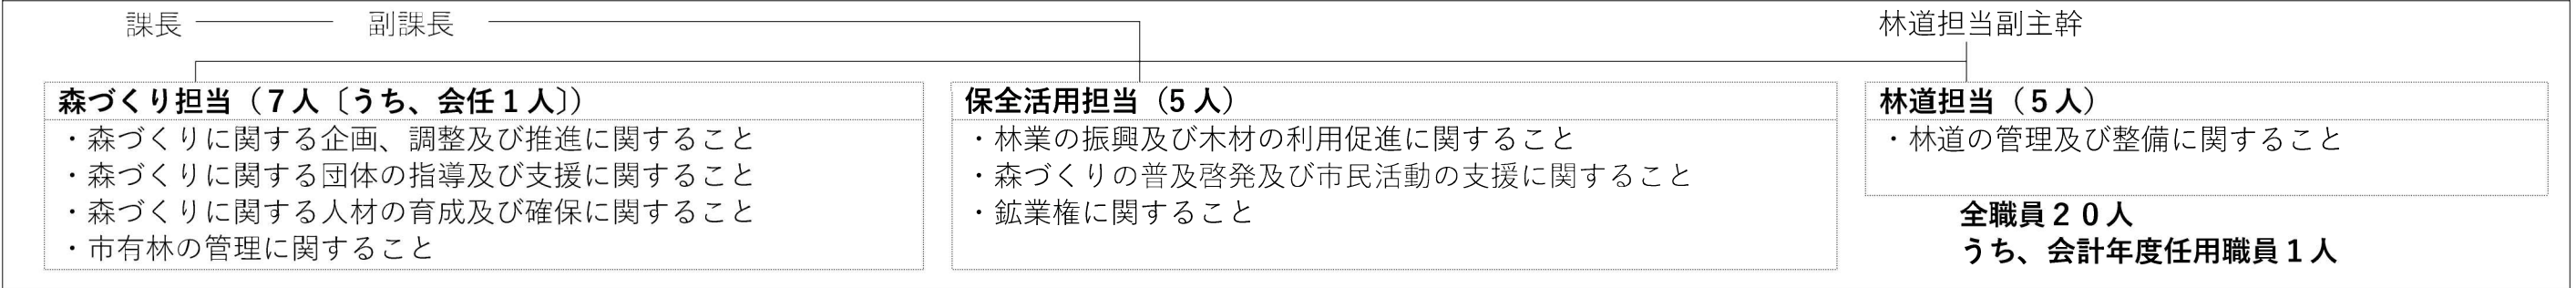 課長 副課長 林道担当副主幹
森づくり担当（７人〔うち、会任１人〕）
・森づくりに関する企画、調整及び推進に関すること
・森づくりに関する団体の指導及び支援に関すること
・森づくりに関する人材の育成及び確保に関すること
・市有林の管理に関すること
保全活用担当（5人）
・林業の振興及び木材の利用促進に関すること
・森づくりの普及啓発及び市民活動の支援に関すること
・鉱業権に関すること
林道担当（５人）
・林道の管理及び整備に関すること
全職員２０人
うち、会計年度任用職員１人